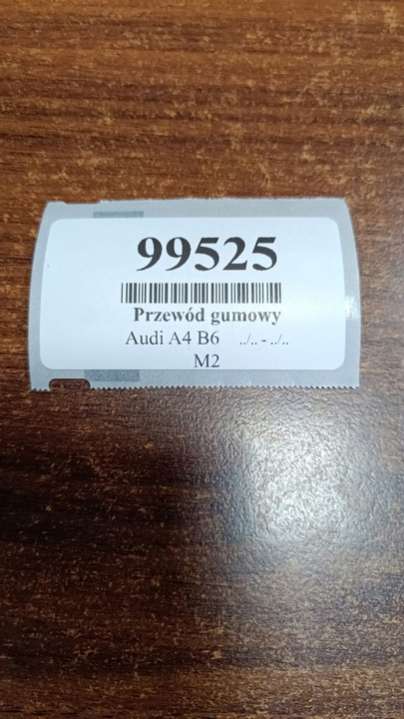 99525
Przewód gumowy
Audi A4 B6 ../.. - ../..
M2